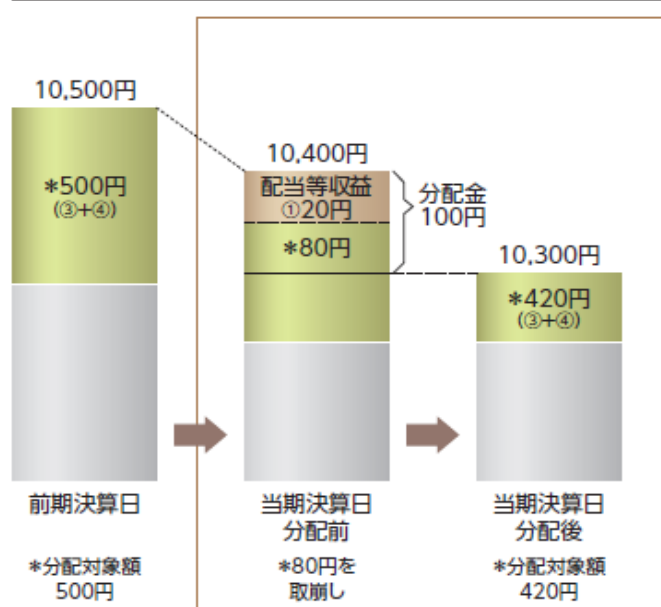 10,500円
*500円
(③+④)
10,400円
配当等収益
①20円
*80円
分配金
100円
10,300円
*420円
(③+④)
前期決算日
*分配対象額
500円
当期決算日
分配前
*80円を
取崩し
当期決算日
分配後
*分配対象額
420円